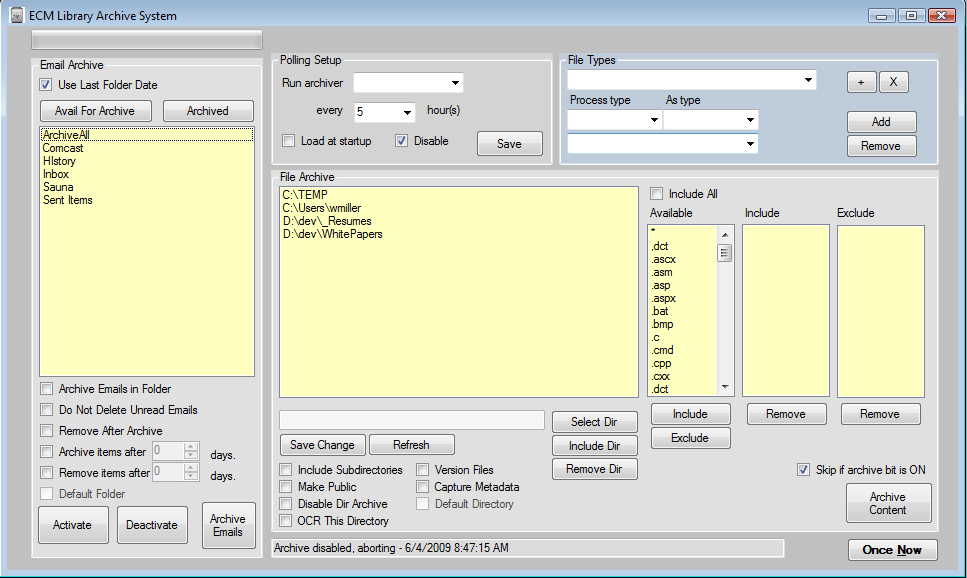 ECM Library Archive System
Email Archive
Use Last Folder Date
Avail For Archive
Archived
ArchiveAll
Comcast
HIstory
Inbox
Sauna
Sent Items
Archive Emails in Folder
Do Not Delete Unread Emails
Remove After Archive
Archive items after 0 days.
Remove items after 0 days.
Default Folder
Activate
Deactivate
Archive
Emails
Polling Setup
Run archiver
every 5 hour(s)
Load at startup
Disable
Save
File Types
+
X
Process type
As type
Add
Remove
File Archive
C:\TEMP
C:\Users\wmiller
D:\dev\_Resumes
D:\dev\WhitePapers
Include All
Available
Include
Exclude
*
,dct
.ascx
.asm
.asp
.aspx
.bat
.bmp
.c
.cmd
.cpp
.cxx
.dct
Select Dir
Include
Remove
Remove
Save Change
Refresh
Include Dir
Exclude
Remove Dir
Include Subdirectories
Version Files
Skip if archive bit is ON
Make Public
Capture Metadata
Disable Dir Archive
Default Directory
OCR This Directory
Archive
Content
Archive disabled, aborting - 6/4/2009 8:47:15 AM
Once Now